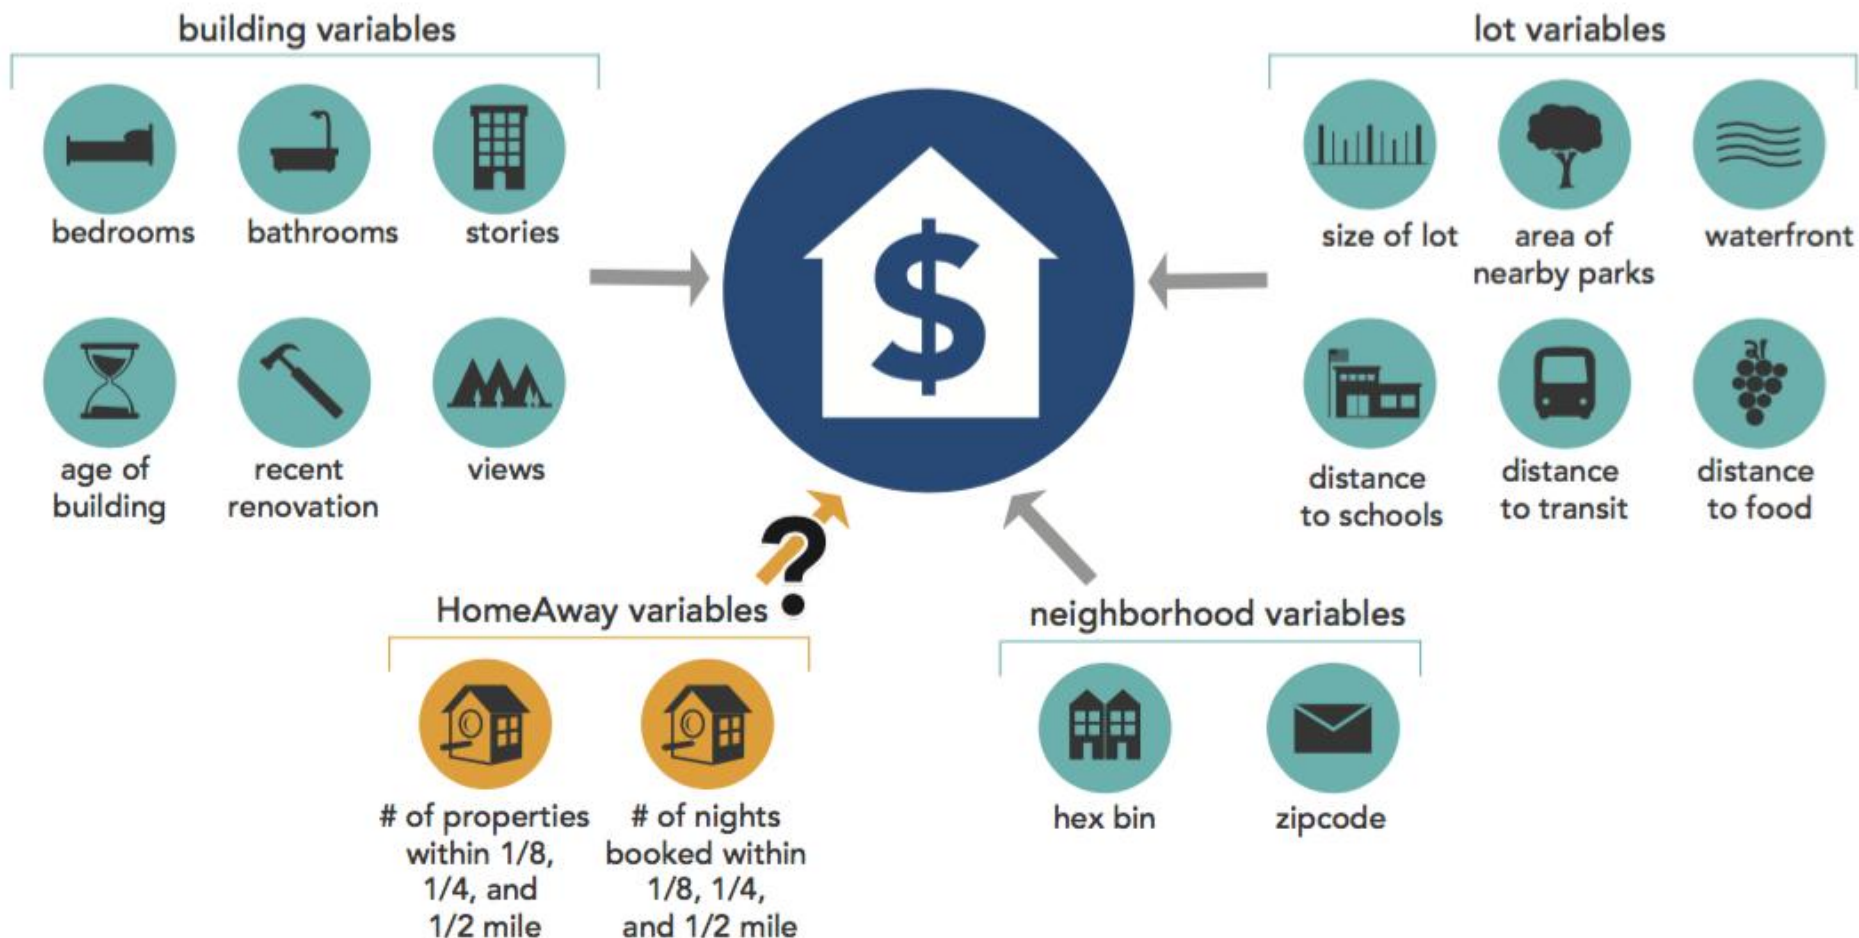 building variables
bedrooms
bathrooms
stories
age of
building
recent
renovation
views
$
lot variables
size of lot
area of
nearby parks
waterfront
distance
to schools
distance
to transit
distance
to food
?
HomeAway variables
# of properties
within 1/8,
1/4, and
1/2 mile
# of nights
booked within
1/8, 1/4,
and 1/2 mile
neighborhood variables
hex bin
zipcode